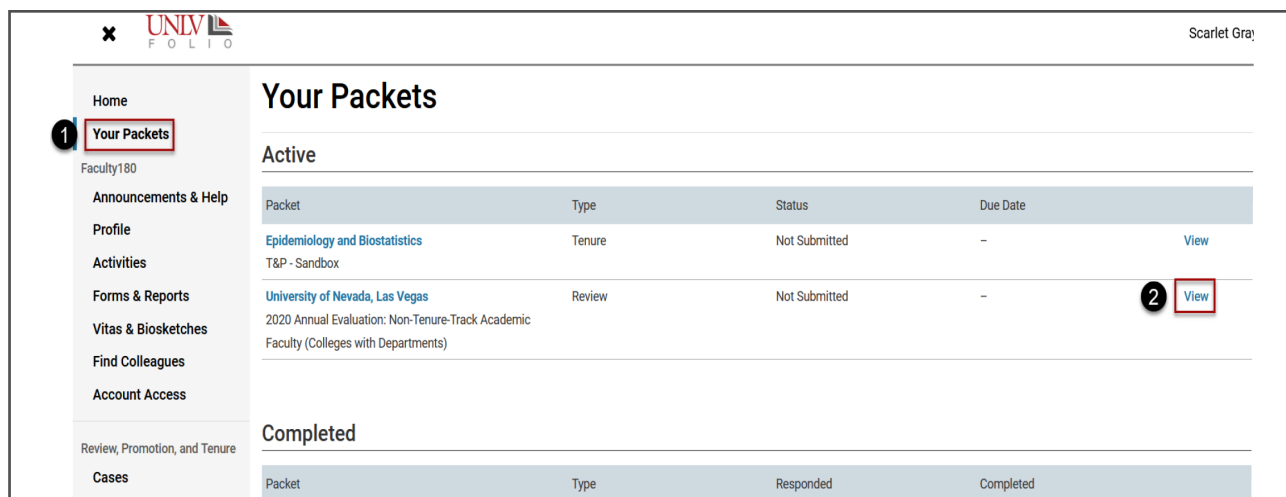 ✖ UNLV
FOLIO
Scarlet Gray
Home
1 Your Packets
Faculty180
Announcements & Help
Profile
Activities
Forms & Reports
Vitas & Biosketches
Find Colleagues
Account Access
Review, Promotion, and Tenure
Cases
Your Packets
Active
Packet Type Status Due Date
Epidemiology and Biostatistics Tenure Not Submitted – View
T&P - Sandbox
University of Nevada, Las Vegas Review Not Submitted – 2 View
2020 Annual Evaluation: Non-Tenure-Track Academic
Faculty (Colleges with Departments)
Completed
Packet Type Responded Completed